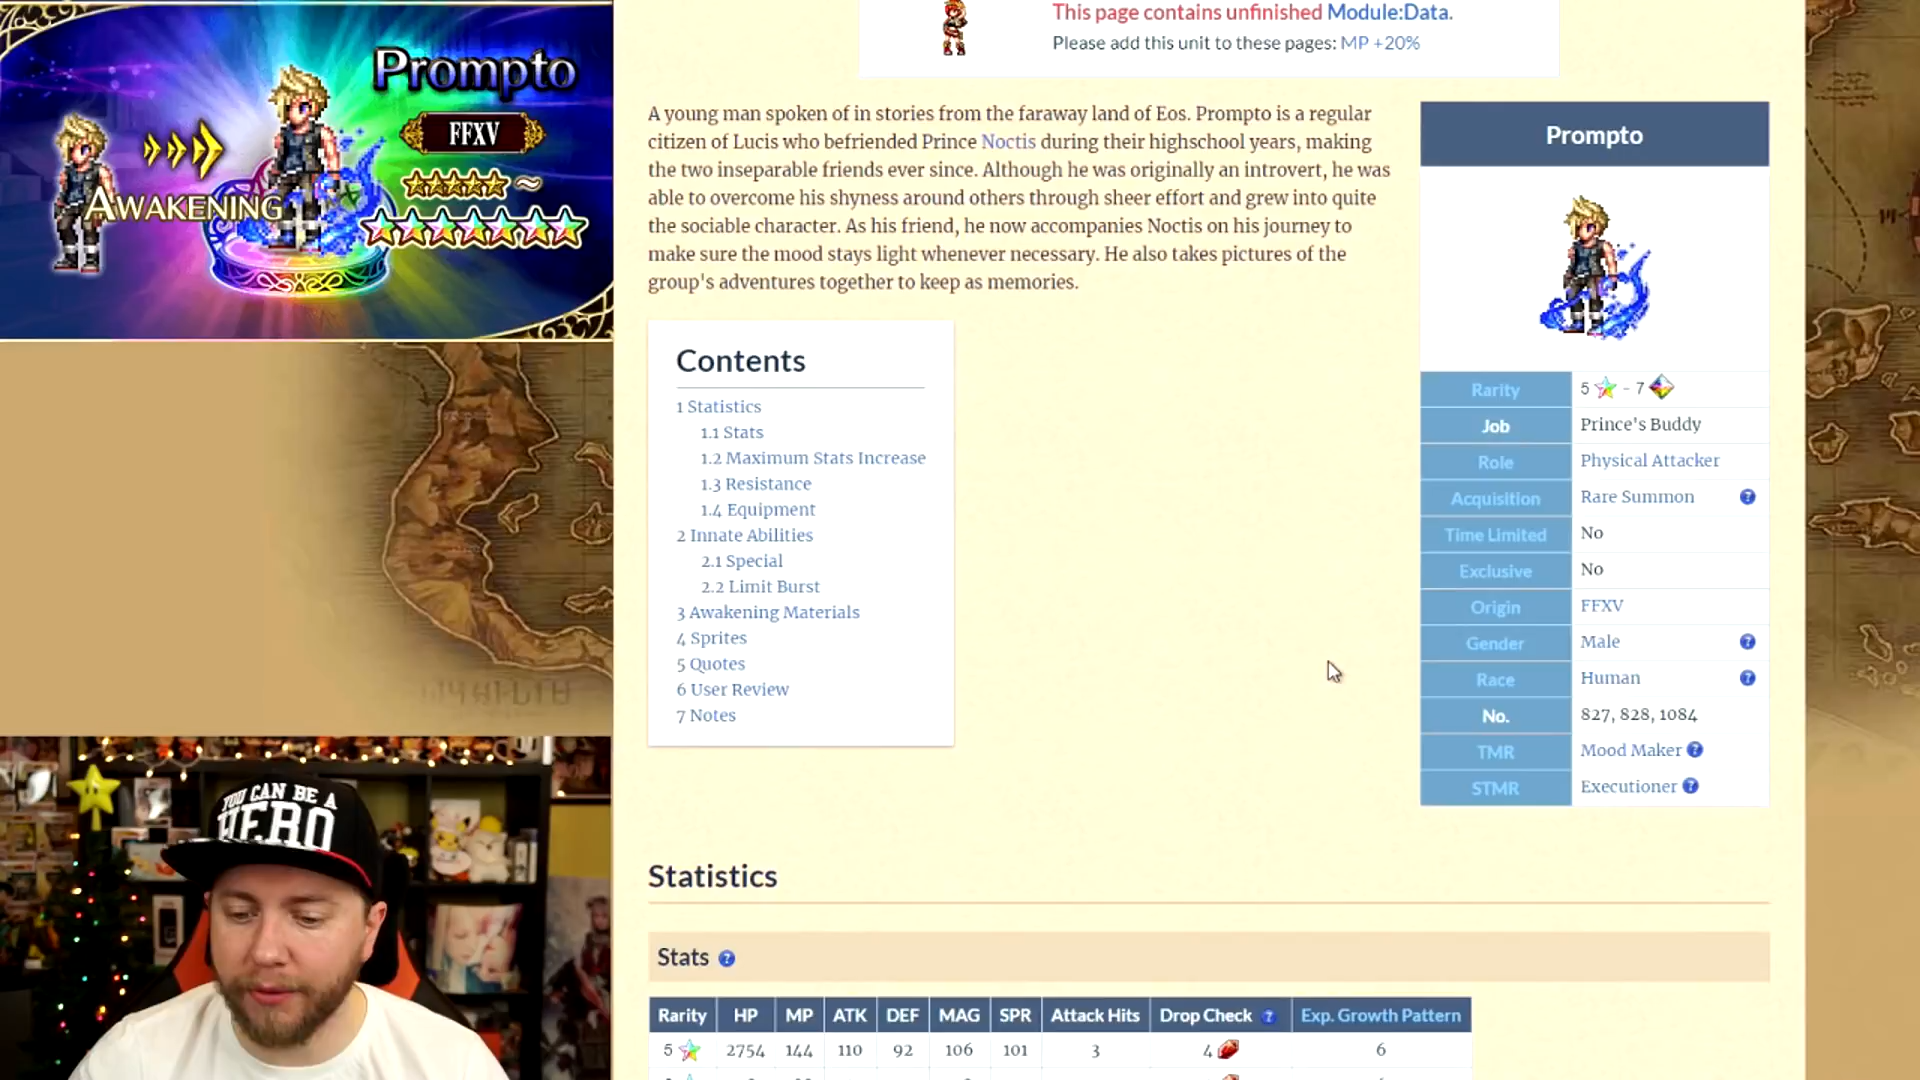 Prompto
FFXV
AWAKENING
YOU CAN BE A
HERO
This page contains unfinished Module:Data.
Please add this unit to these pages: MP +20%
A young man spoken of in stories from the faraway land of Eos. Prompto is a regular
citizen of Lucis who befriended Prince Noctis during their highschool years, making
the two inseparable friends ever since. Although he was originally an introvert, he was
able to overcome his shyness around others through sheer effort and grew into quite
the sociable character. As his friend, he now accompanies Noctis on his journey to
make sure the mood stays light whenever necessary. He also takes pictures of the
group's adventures together to keep as memories.
Contents
1 Statistics
1.1 Stats
1.2 Maximum Stats Increase
1.3 Resistance
1.4 Equipment
2 Innate Abilities
2.1 Special
2.2 Limit Burst
3 Awakening Materials
4 Sprites
5 Quotes
6 User Review
7 Notes
Prompto
Rarity 5 - 7
Job Prince's Buddy
Role Physical Attacker
Acquisition Rare Summon ?
Time Limited No
Exclusive No
Origin FFXV
Gender Male ?
Race Human ?
No. 827, 828, 1084
TMR Mood Maker ?
STMR Executioner ?
Statistics
Stats ?
Rarity HP MP ATK DEF MAG SPR Attack Hits Drop Check ? Exp. Growth Pattern
5 2754 144 110 92 106 101 3 4 6